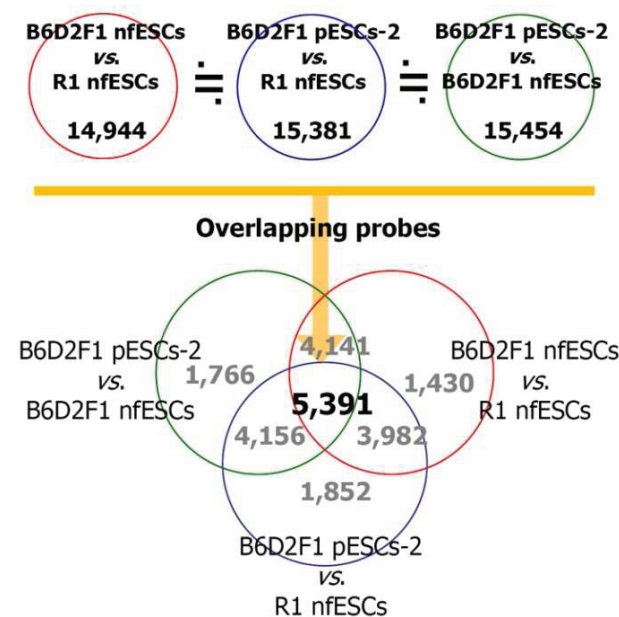 B6D2F1 nfESCs
vs.
R1 nfESCs
14,944
≒
B6D2F1 pESCs-2
vs.
R1 nfESCs
15,381
≒
B6D2F1 pESCs-2
vs.
B6D2F1 nfESCs
15,454
Overlapping probes
B6D2F1 pESCs-2
vs.
B6D2F1 nfESCs
1,766
4,141
1,430
B6D2F1 nfESCs
vs.
R1 nfESCs
5,391
4,156
3,982
1,852
B6D2F1 pESCs-2
vs.
R1 nfESCs